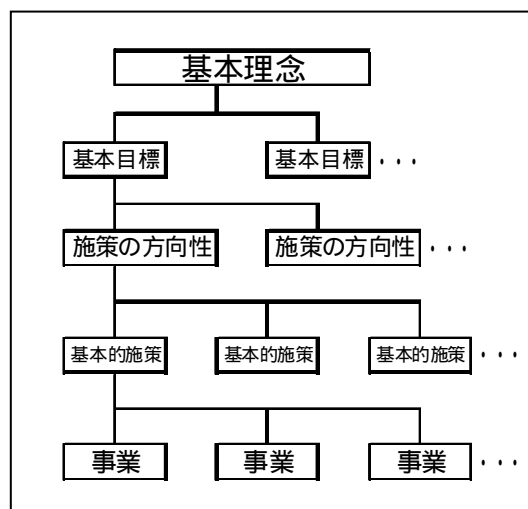 基本理念
基本目標 基本目標 ・・・
施策の方向性 施策の方向性 ・・・
基本的施策 基本的施策 基本的施策 ・・・
事業 事業 事業 ・・・